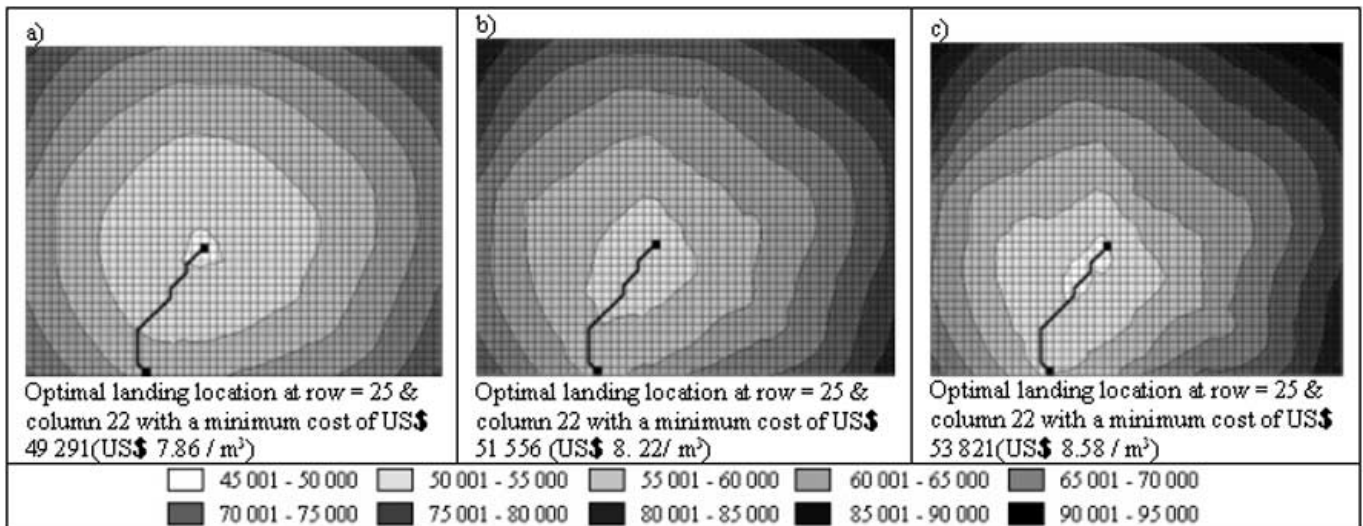 a)
Optimal landing location at row = 25 &
column 22 with a minimum cost of US$
49 291(US$ 7.86 / m³)
b)
Optimal landing location at row = 25 &
column 22 with a minimum cost of US$
51 556 (US$ 8. 22/ m³)
c)
Optimal landing location at row = 25 &
column 22 with a minimum cost of US$
53 821(US$ 8.58 / m³)
45 001 - 50 000 50 001 - 55 000 55 001 - 60 000 60 001 - 65 000 65 001 - 70 000
70 001 - 75 000 75 001 - 80 000 80 001 - 85 000 85 001 - 90 000 90 001 - 95 000